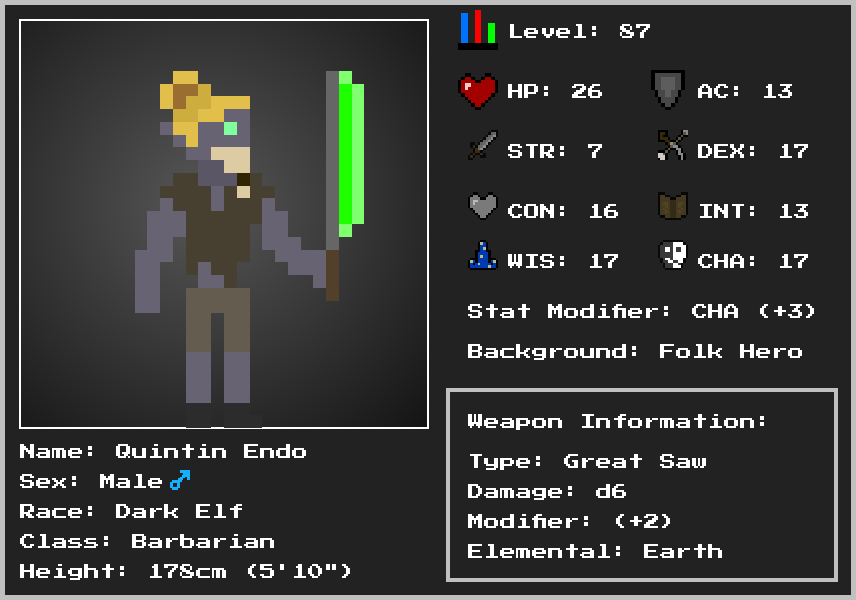 Level: 87
HP: 26
AC: 13
STR: 7
DEX: 17
CON: 16
INT: 13
WIS: 17
CHA: 17
Stat Modifier: CHA (+3)
Background: Folk Hero
Weapon Information:
Type: Great Saw
Damage: d6
Modifier: (+2)
Elemental: Earth
Name: Quintin Endo
Sex: Male♂
Race: Dark Elf
Class: Barbarian
Height: 178cm (5'10")